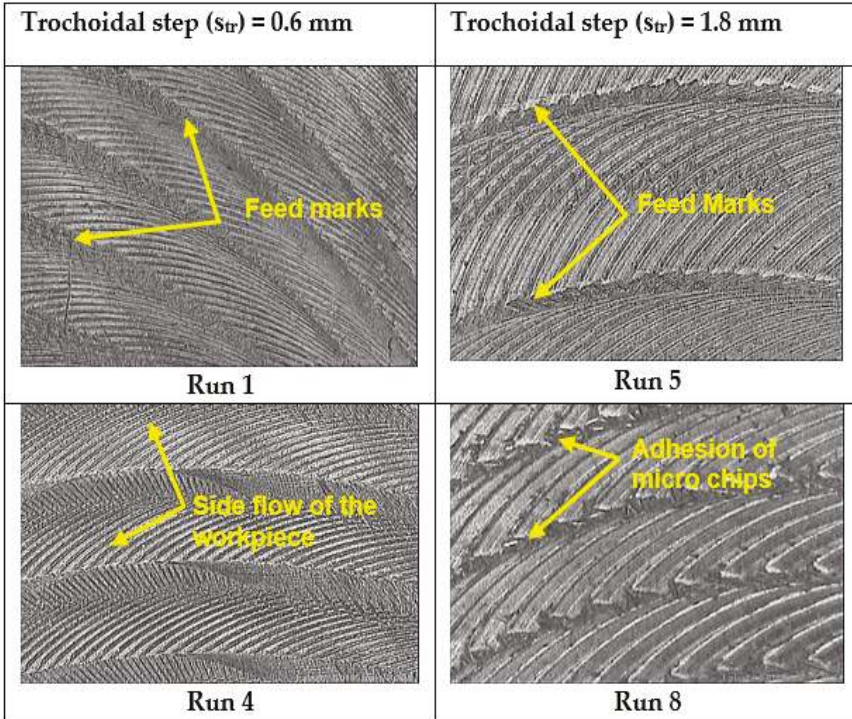 Trochoidal step (sₜᵣ) = 0.6 mm
Trochoidal step (sₜᵣ) = 1.8 mm
Feed marks
Run 1
Feed Marks
Run 5
Side flow of the
workpiece
Run 4
Adhesion of
micro chips
Run 8